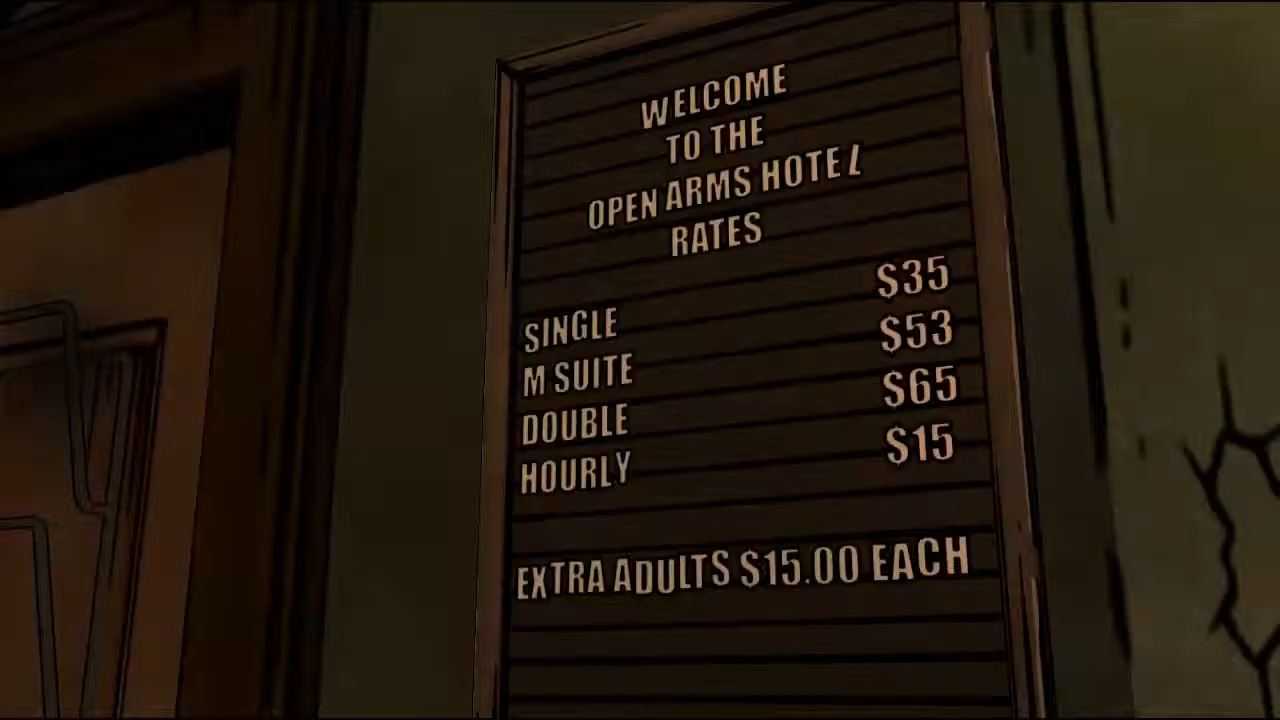 WELCOME
TO THE
OPEN ARMS HOTEL
RATES
SINGLE $35
M SUITE $53
DOUBLE $65
HOURLY $15
EXTRA ADULTS $15.00 EACH